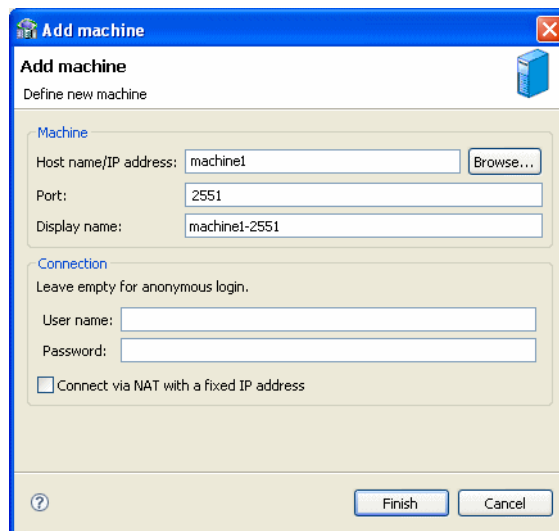 Add machine
Add machine
Define new machine
Machine
Host name/IP address: machine1 Browse...
Port: 2551
Display name: machine1-2551
Connection
Leave empty for anonymous login.
User name:
Password:
Connect via NAT with a fixed IP address
? Finish Cancel